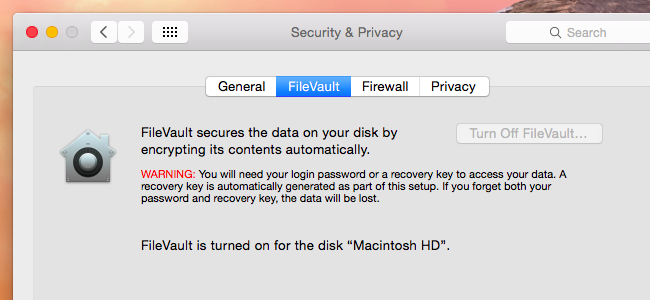 Security & Privacy
Search
General FileVault Firewall Privacy
FileVault secures the data on your disk by
encrypting its contents automatically.
Turn Off FileVault...
WARNING: You will need your login password or a recovery key to access your data. A
recovery key is automatically generated as part of this setup. If you forget both your
password and recovery key, the data will be lost.
FileVault is turned on for the disk “Macintosh HD”.